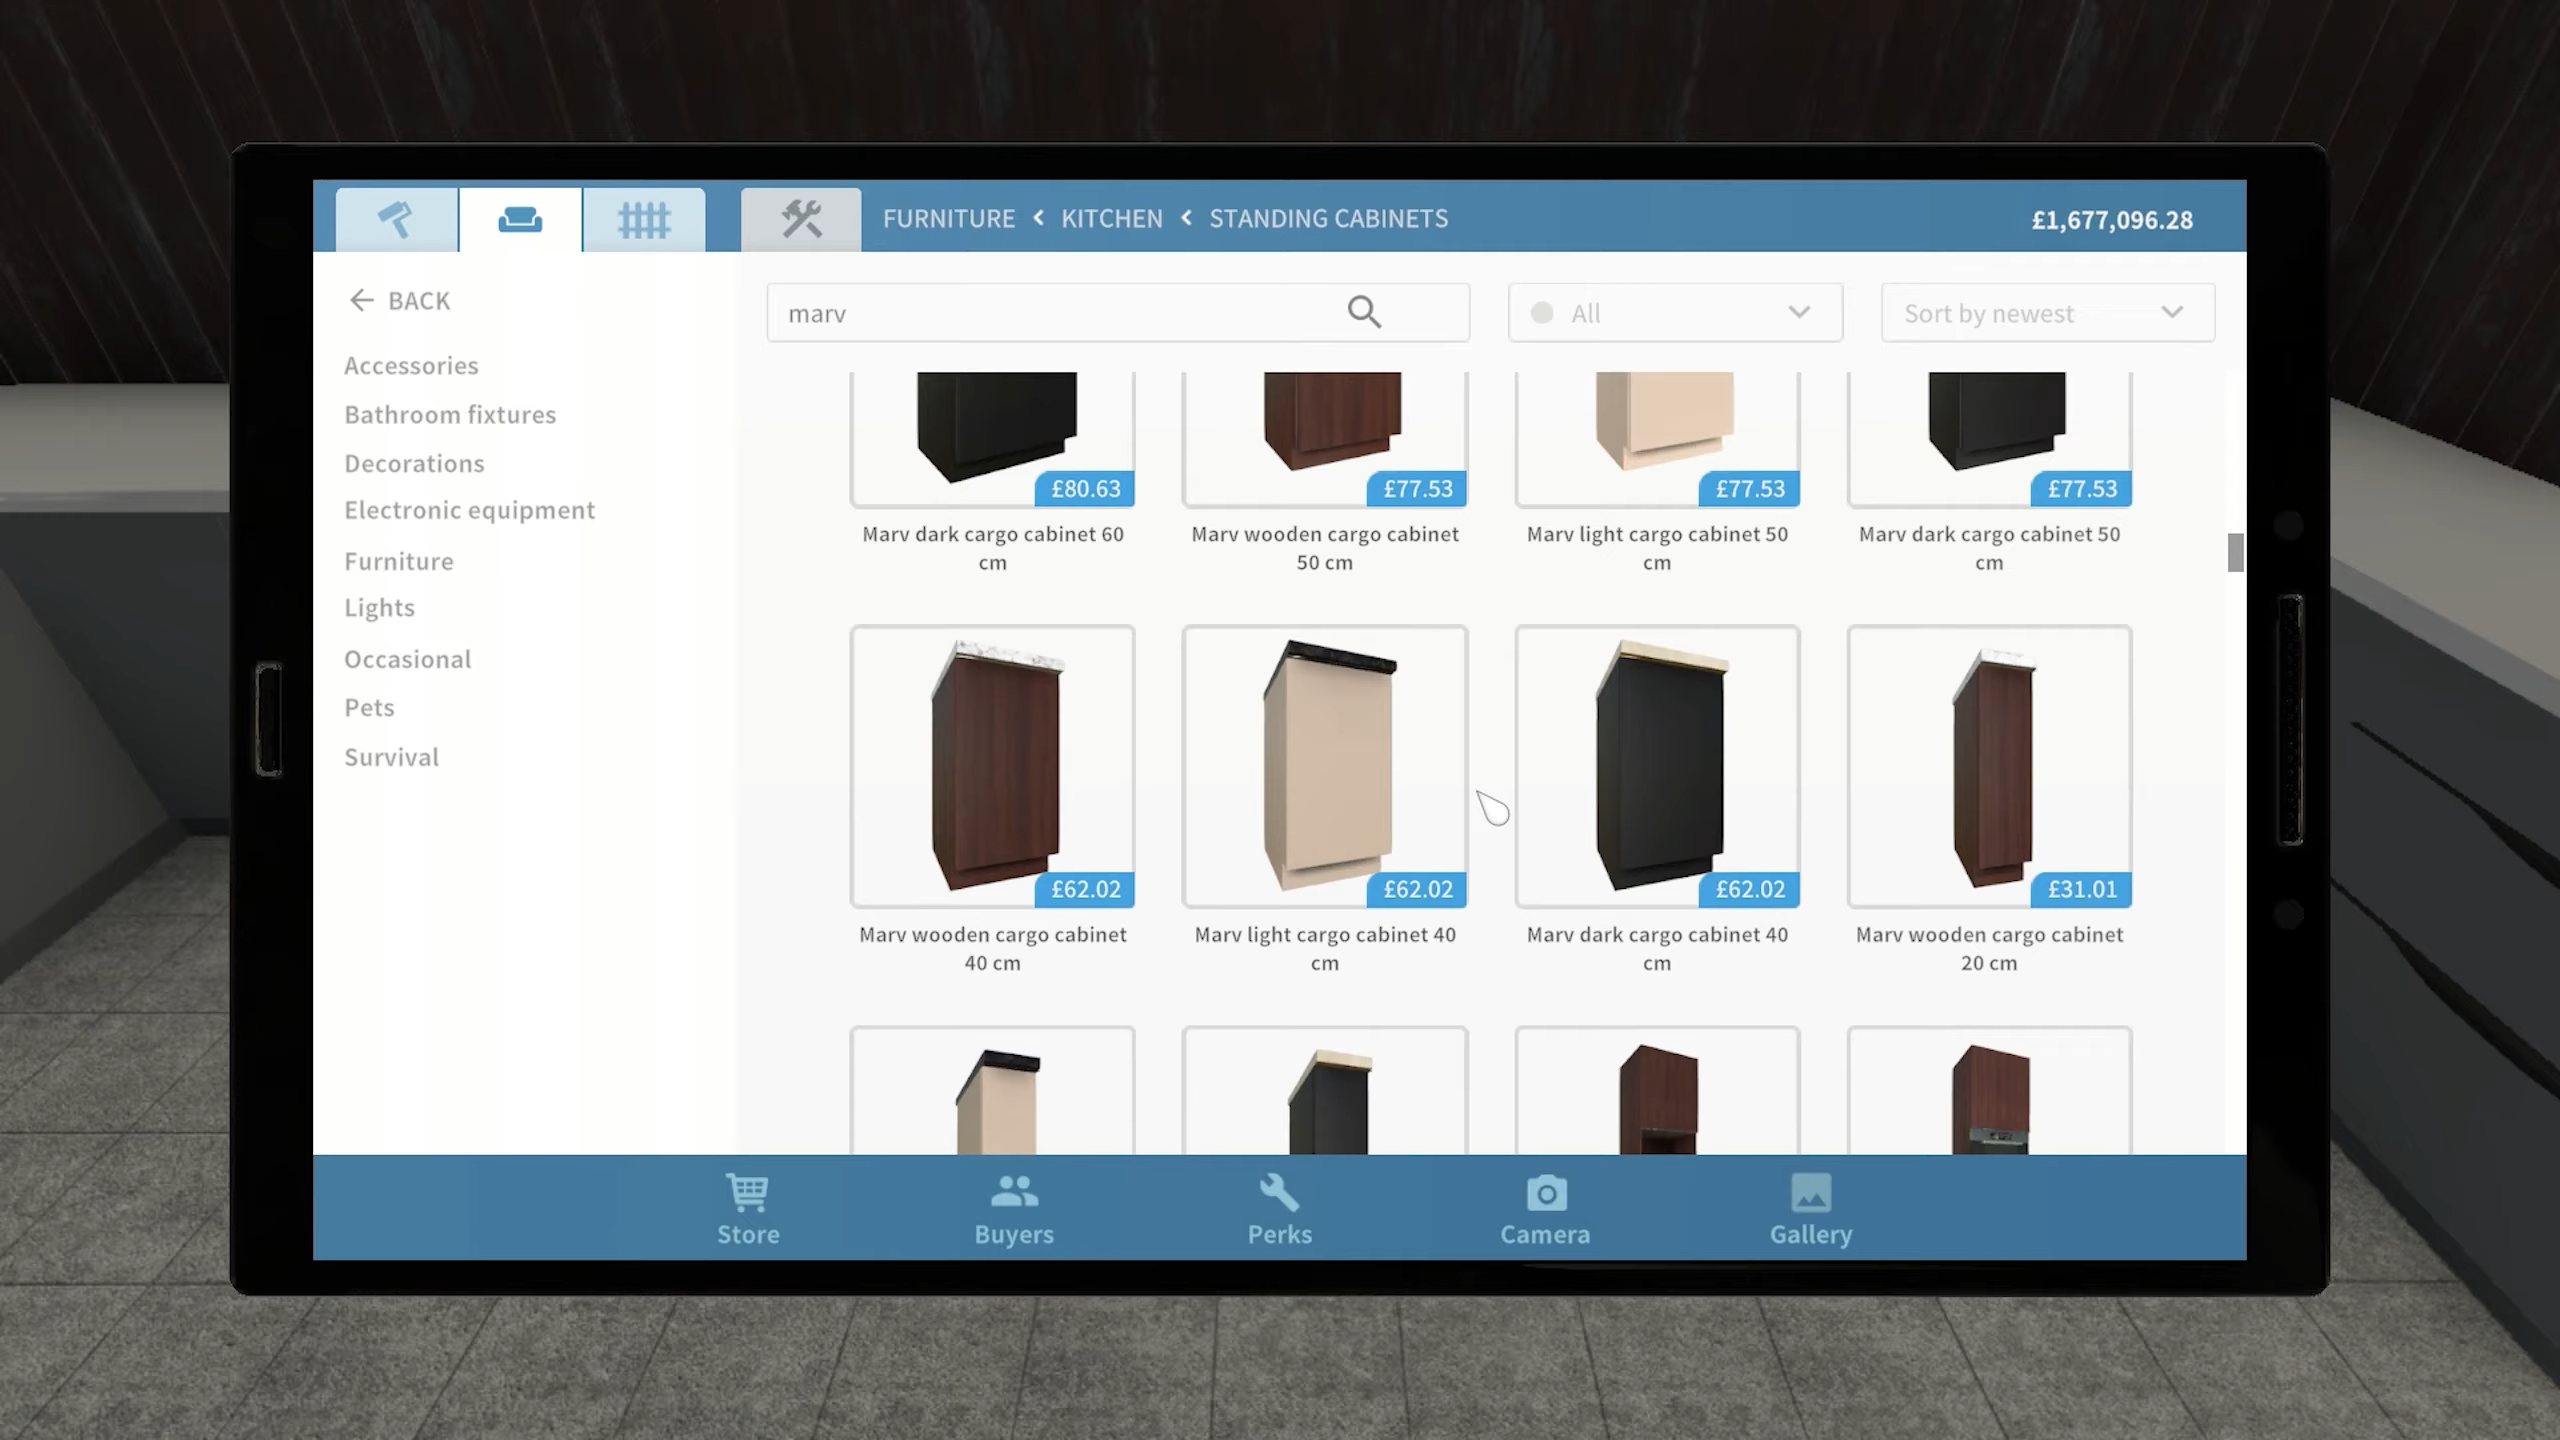 FURNITURE < KITCHEN < STANDING CABINETS
£1,677,096.28
BACK
Accessories
Bathroom fixtures
Decorations
Electronic equipment
Furniture
Lights
Occasional
Pets
Survival
marv
All
Sort by newest
£80.63
£77.53
£77.53
£77.53
Marv dark cargo cabinet 60
cm
Marv wooden cargo cabinet
50 cm
Marv light cargo cabinet 50
cm
Marv dark cargo cabinet 50
cm
£62.02
£62.02
£62.02
£31.01
Marv wooden cargo cabinet
40 cm
Marv light cargo cabinet 40
cm
Marv dark cargo cabinet 40
cm
Marv wooden cargo cabinet
20 cm
Store
Buyers
Perks
Camera
Gallery